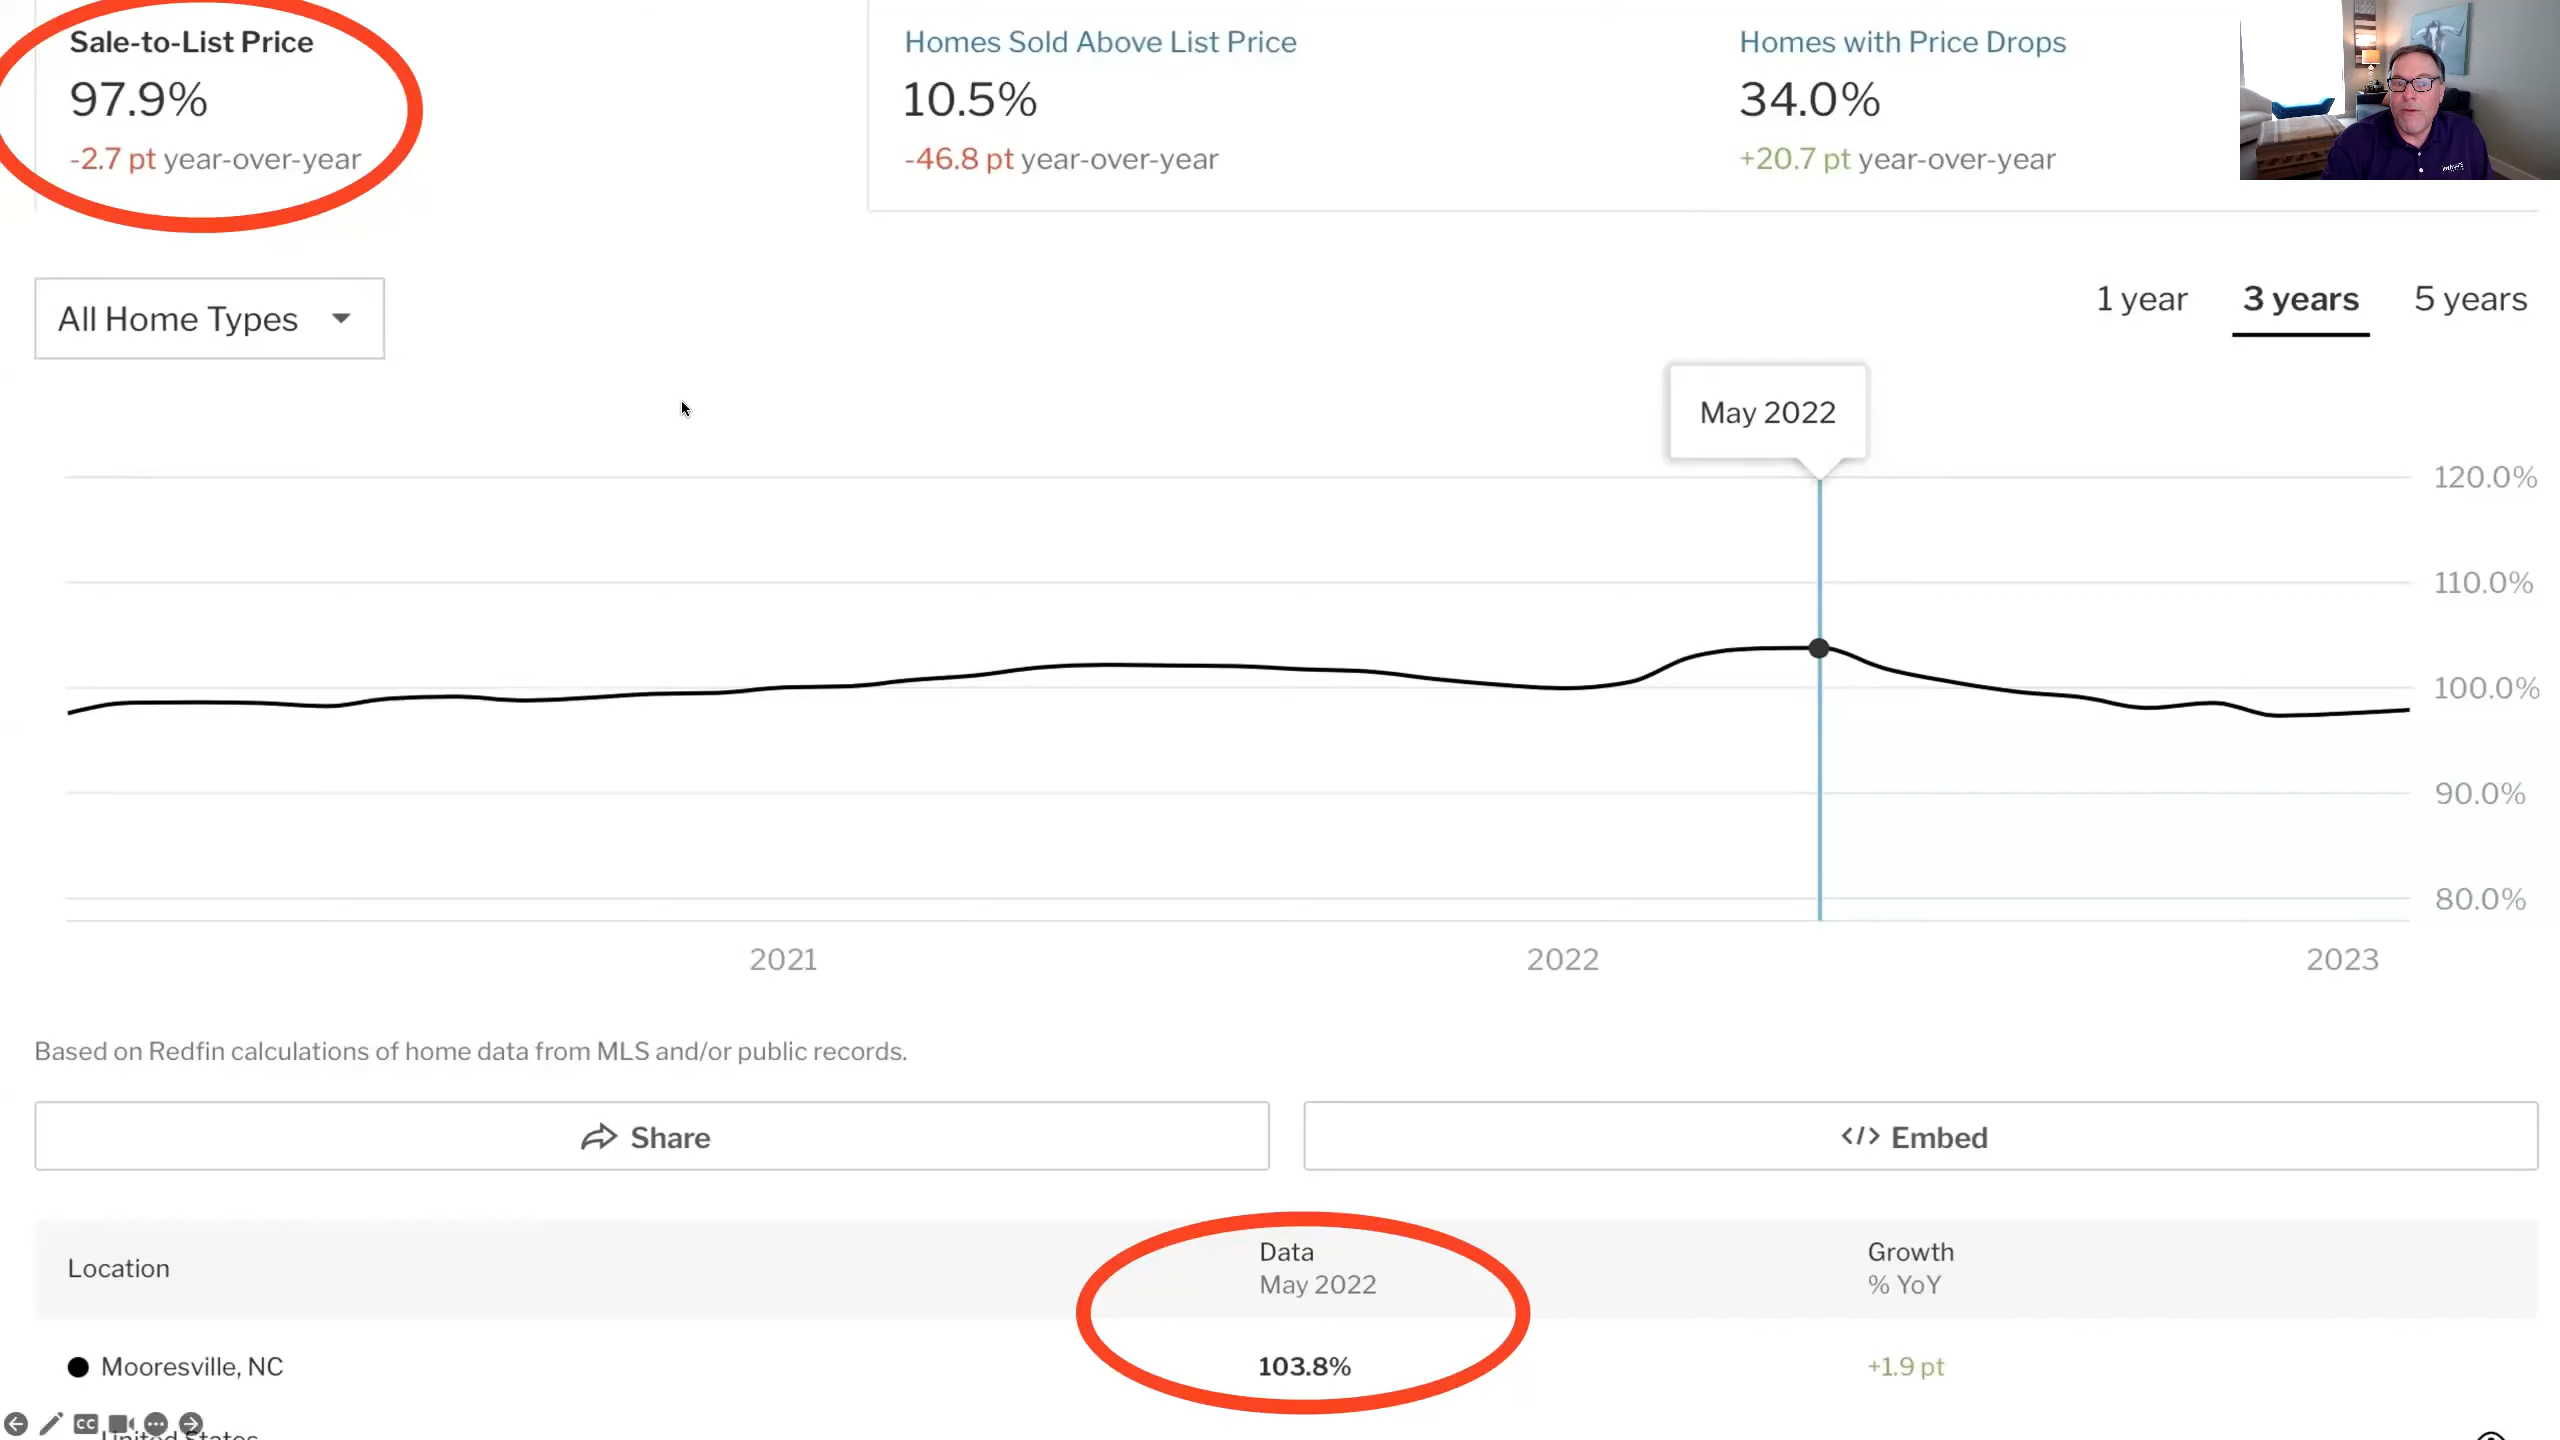 Sale-to-List Price
97.9%
-2.7 pt year-over-year
Homes Sold Above List Price
10.5%
-46.8 pt year-over-year
Homes with Price Drops
34.0%
+20.7 pt year-over-year
All Home Types
1 year
3 years
5 years
May 2022
120.0%
110.0%
100.0%
90.0%
80.0%
2021
2022
2023
Based on Redfin calculations of home data from MLS and/or public records.
Share
</> Embed
Location
Data
May 2022
Growth
% YoY
Mooresville, NC
103.8%
+1.9 pt
CC
United States